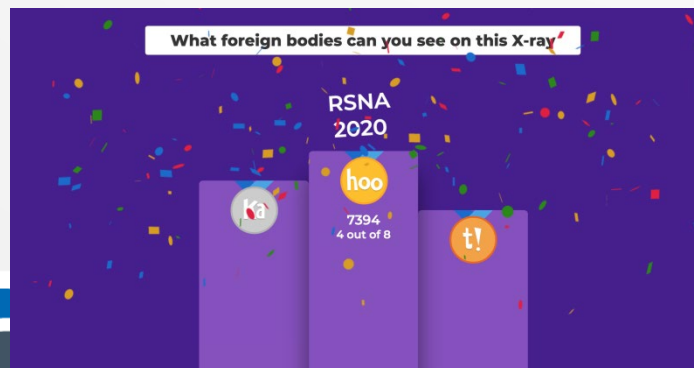 What foreign bodies can you see on this X-ray
RSNA
2020
hoo
Ka
7394
4 out of 8
t!